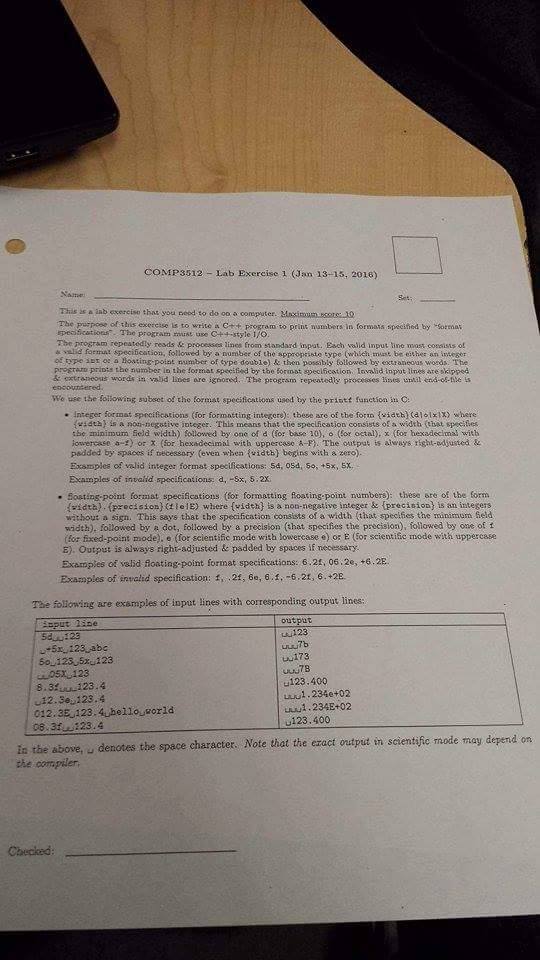 COMP3512 – Lab Exercise 1 (Jan 13–15, 2016)
Name:
Set:
This is a lab exercise that you need to do on a computer. Maximum score: 10
The purpose of this exercise is to write a C++ program to print numbers in formats specified by "format
specifications". The program must use C++-style I/O.
The program repeatedly reads & processes lines from standard input. Each valid input line must consists of
a valid format specification, followed by a number of the appropriate type (which must be either an integer
of type int or a floating-point number of type double) & then possibly followed by extraneous words. The
program prints the number in the format specified by the format specification. Invalid input lines are skipped
& extraneous words in valid lines are ignored. The program repeatedly processes lines until end-of-file is
encountered.
We use the following subset of the format specifications used by the printf function in C:
• integer format specifications (for formatting integers): these are of the form {width}(d|o|x|X) where
{width} is a non-negative integer. This means that the specification consists of a width (that specifies
the minimum field width) followed by one of d (for base 10), o (for octal), x (for hexadecimal with
lowercase a-f) or X (for hexadecimal with uppercase A-F). The output is always right-adjusted &
padded by spaces if necessary (even when {width} begins with a zero).
Examples of valid integer format specifications: 5d, 05d, 5o, +5x, 5X.
Examples of invalid specifications: d, -5x, 5.2X.
• floating-point format specifications (for formatting floating-point numbers): these are of the form
{width}.{precision}(f|e|E) where {width} is a non-negative integer & {precision} is an integers
without a sign. This says that the specification consists of a width (that specifies the minimum field
width), followed by a dot, followed by a precision (that specifies the precision), followed by one of f
(for fixed-point mode), e (for scientific mode with lowercase e) or E (for scientific mode with uppercase
E). Output is always right-adjusted & padded by spaces if necessary.
Examples of valid floating-point format specifications: 6.2f, 06.2e, +6.2E.
Examples of invalid specification: f, .2f, 6e, 6.f, -6.2f, 6.+2E.
The following are examples of input lines with corresponding output lines:
input line output
5d␣␣123 ␣␣123
␣+5x␣123␣abc ␣␣␣7b
5o␣123␣5x␣123 ␣␣173
␣␣05X␣123 ␣␣␣7B
8.3f␣␣␣123.4 ␣123.400
␣12.3e␣123.4 ␣␣␣1.234e+02
012.3E␣123.4␣hello␣world ␣␣␣1.234E+02
08.3f␣␣123.4 ␣123.400
In the above, ␣ denotes the space character. Note that the exact output in scientific mode may depend on
the compiler.
Checked: